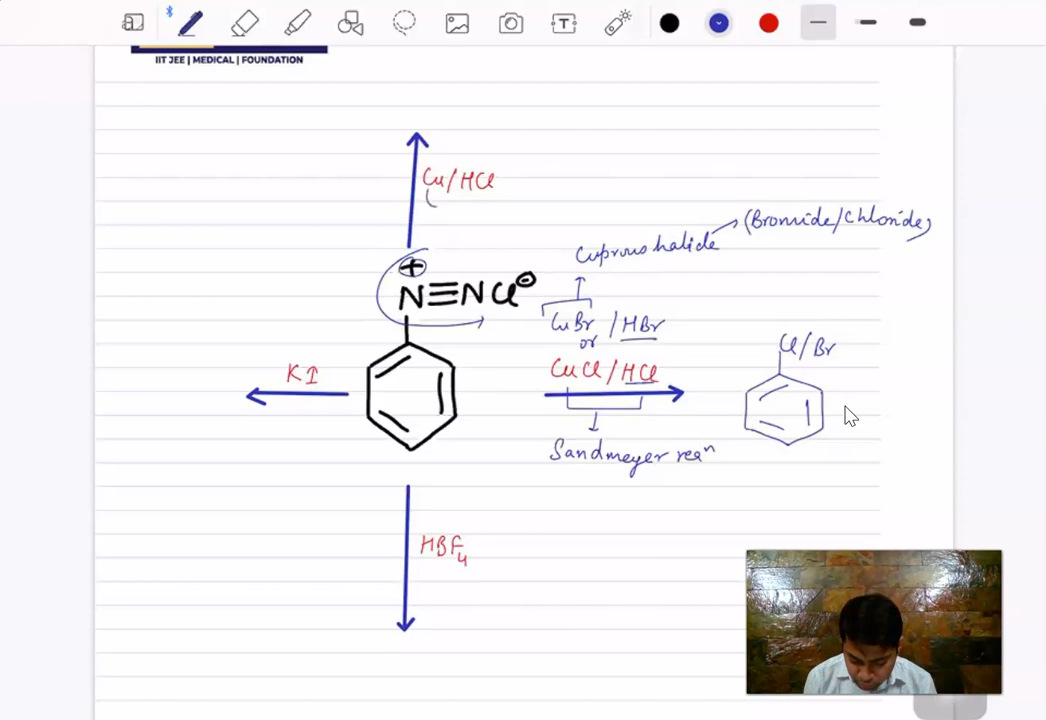 IIT JEE | MEDICAL | FOUNDATION
Cu/HCl
(Bromide/Chloride)
Cuprous halide
+
N≡NCl⊖
CuBr/HBr
or
CuCl/HCl
Cl/Br
KI
Sandmeyer reaⁿ
HBF₄